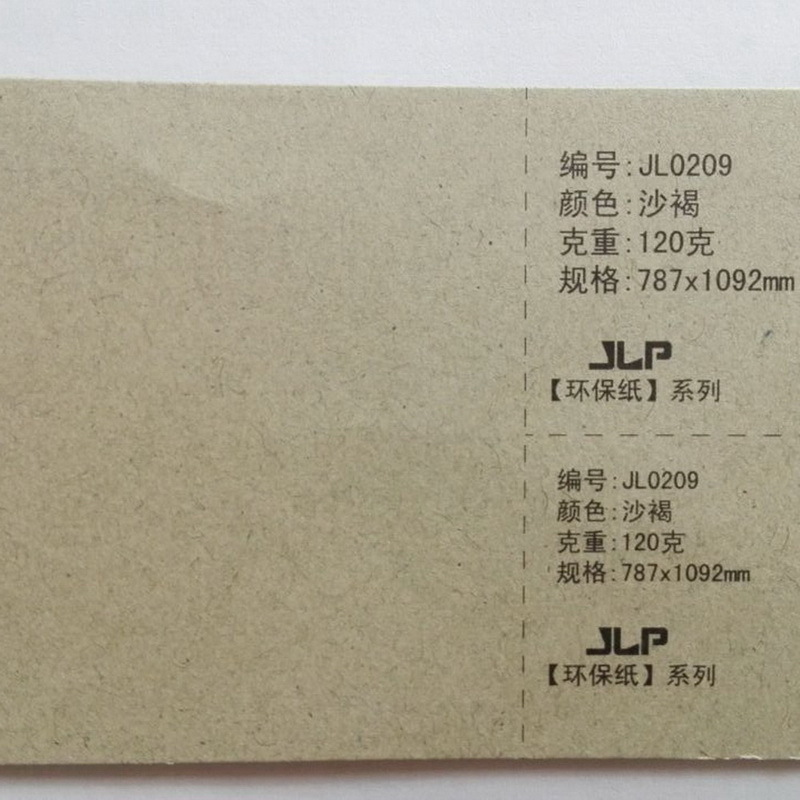 编号:JL0209
颜色:沙褐
克重:120克
规格:787x1092mm
JLP
【环保纸】系列
编号:JL0209
颜色:沙褐
克重:120克
规格:787x1092mm
JLP
【环保纸】系列